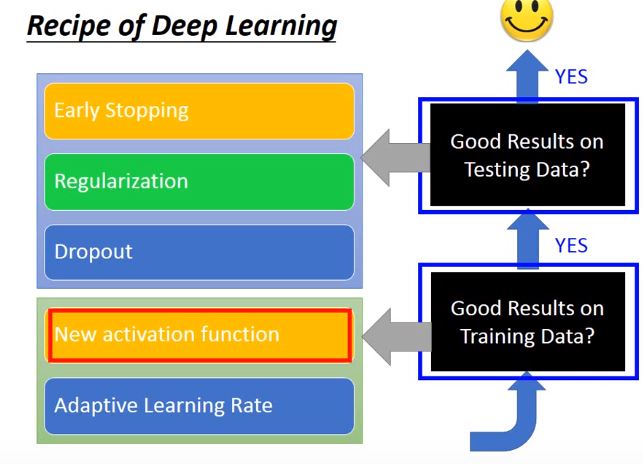 Recipe of Deep Learning
YES
Early Stopping
Regularization
Dropout
Good Results on
Testing Data?
YES
New activation function
Adaptive Learning Rate
Good Results on
Training Data?